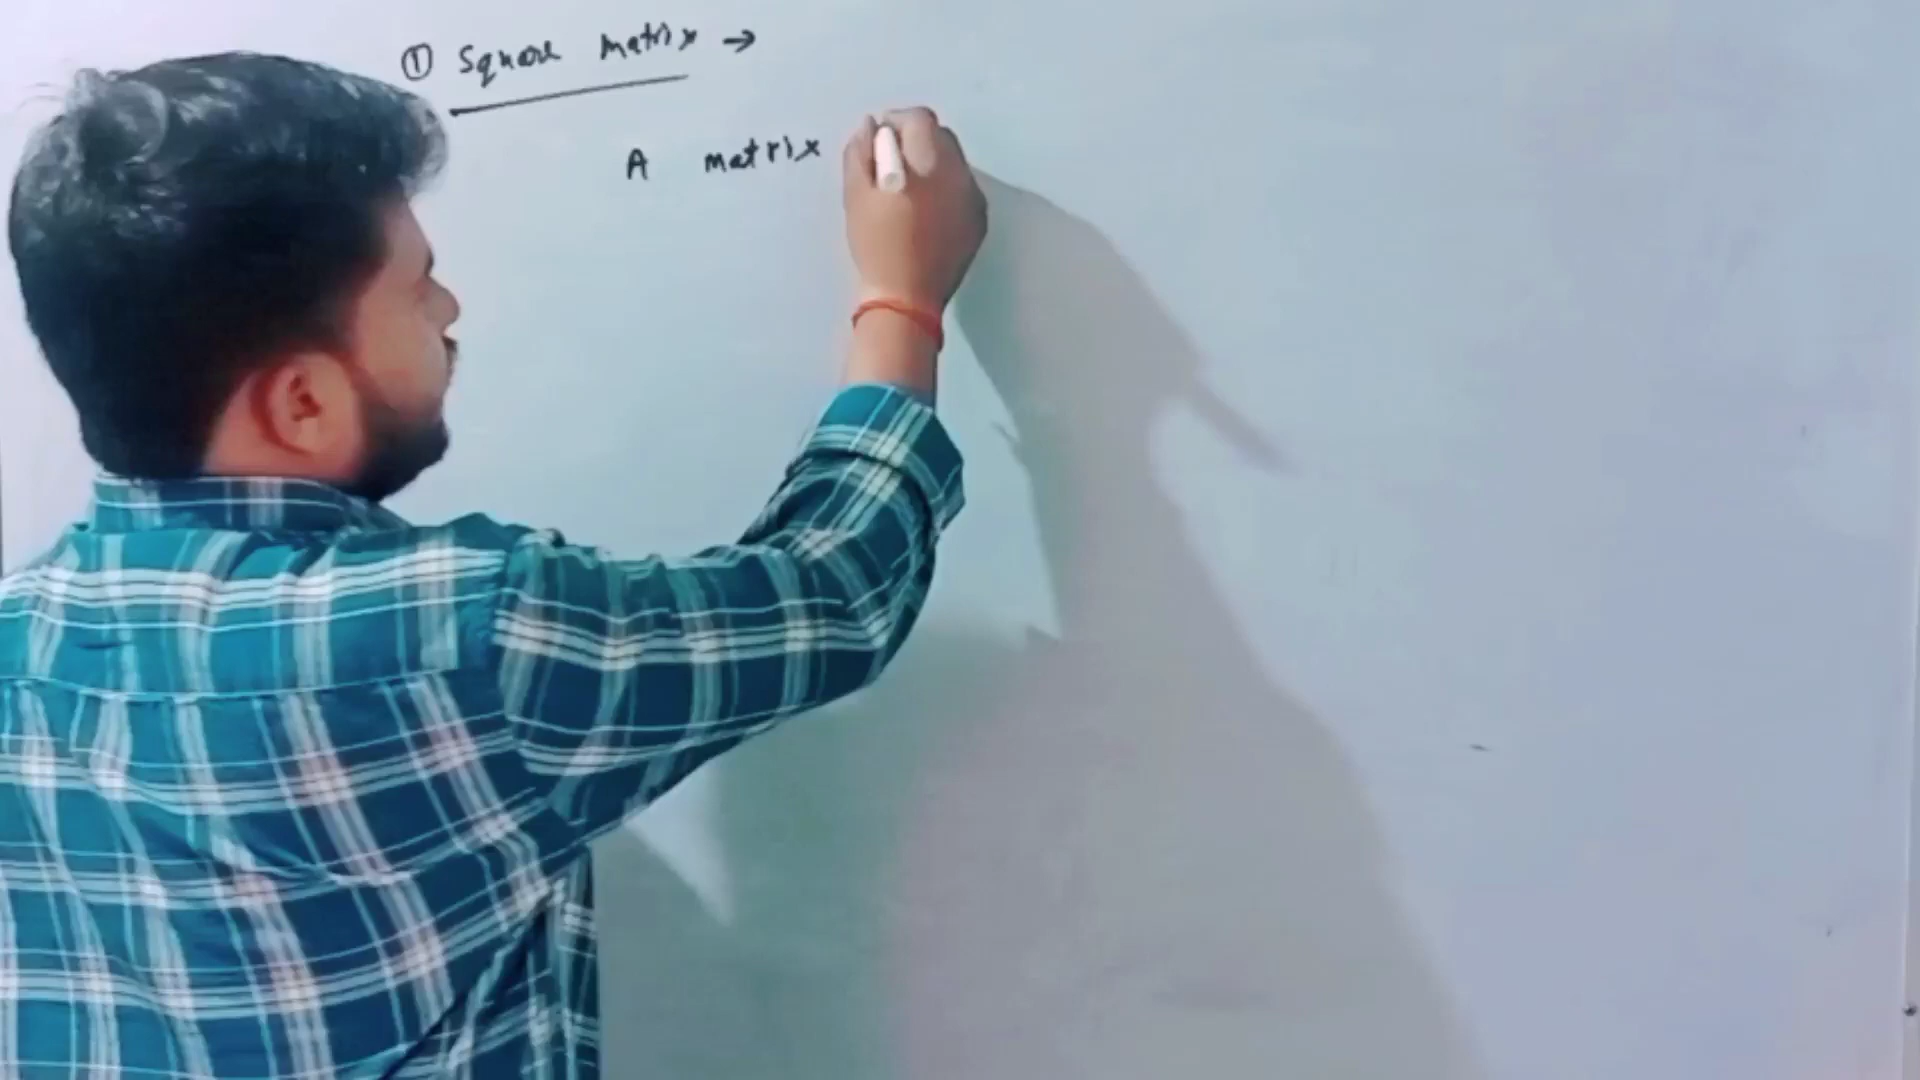 ① Square matrix →
A matrix